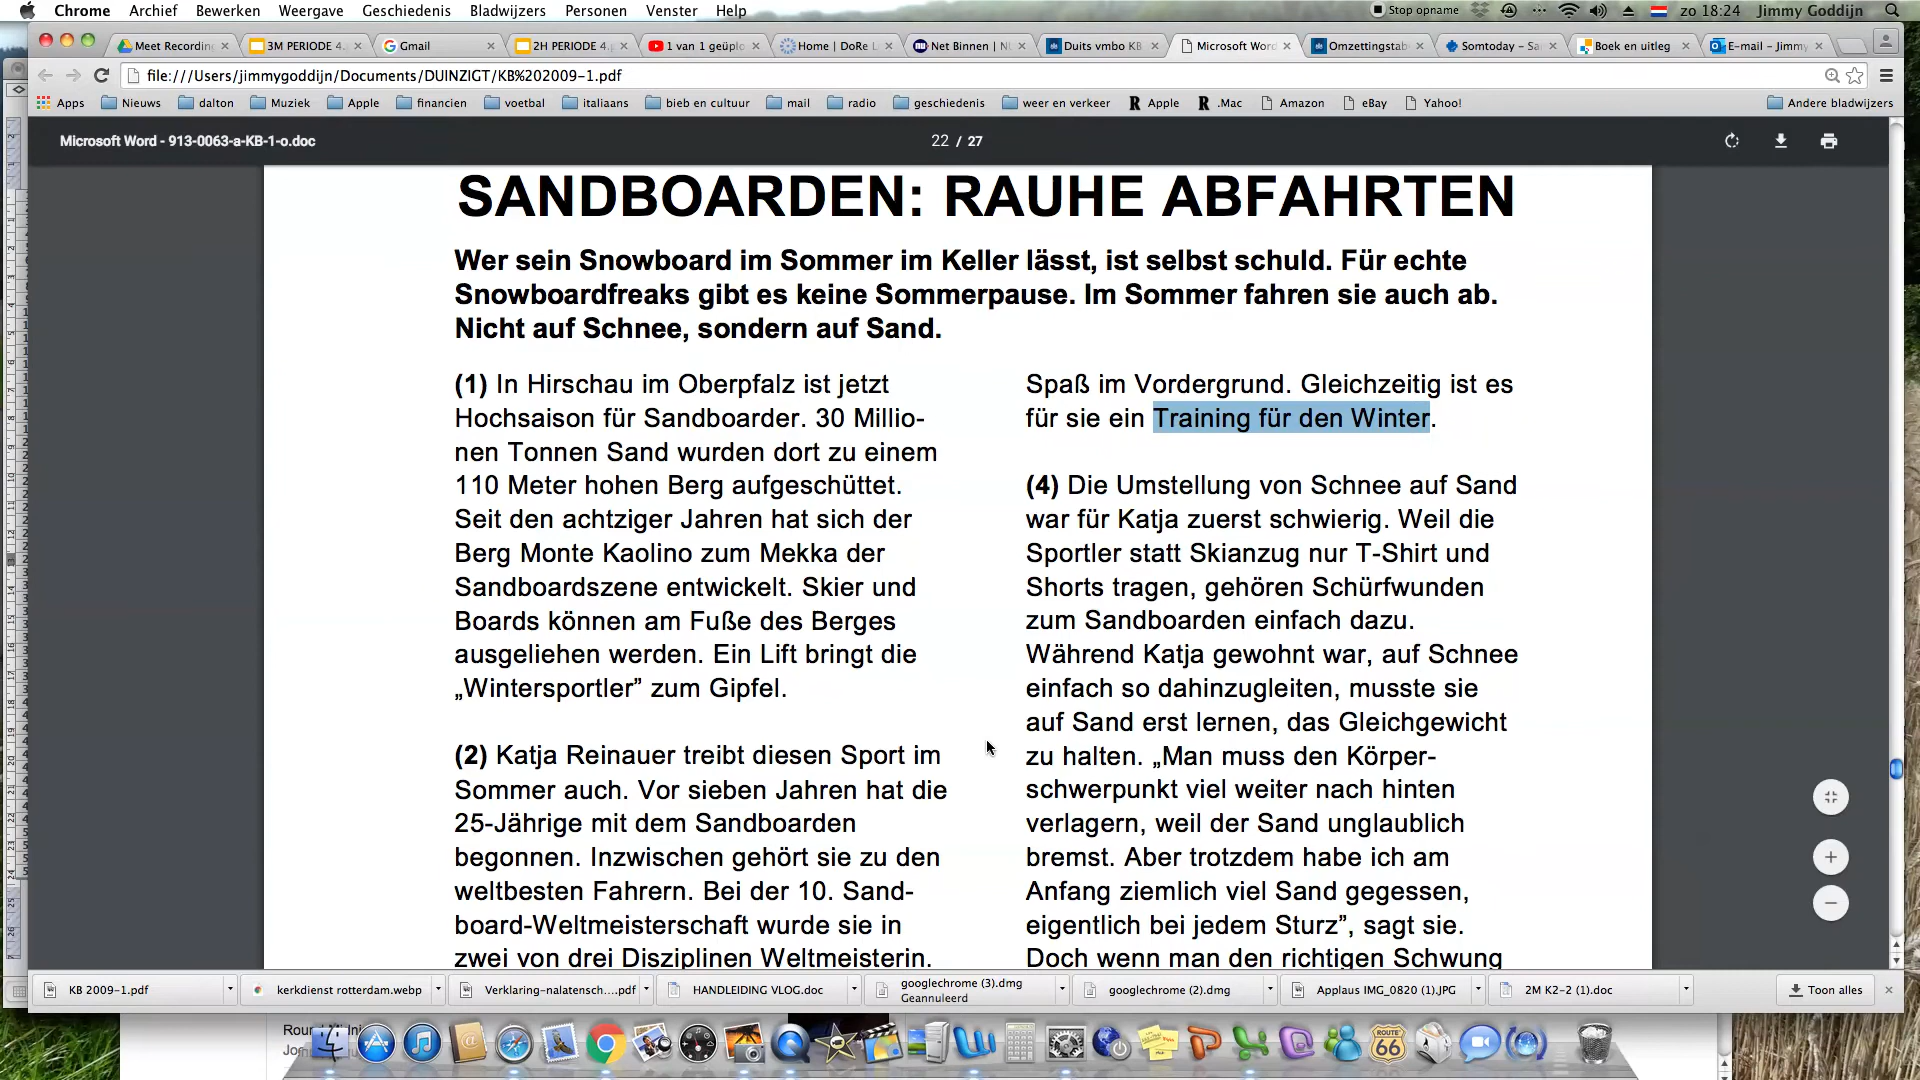 Chrome Archief Bewerken Weergave Geschiedenis Bladwijzers Personen Venster Help
Stop opname zo 18:24 Jimmy Goddijn
Meet Recordin 3M PERIODE 4. Gmail 2H PERIODE 4.p 1 van 1 geüplo Home | DoRe L Net Binnen | N Duits vmbo KB Microsoft Word Omzettingstab Somtoday - Sa Boek en uitleg E-mail - Jimmy
file:///Users/jimmygoddijn/Documents/DUINZIGT/KB%202009-1.pdf
Apps Nieuws dalton Muziek Apple financien voetbal italiaans bieb en cultuur mail radio geschiedenis weer en verkeer Apple .Mac Amazon eBay Yahoo! Andere bladwijzers
Microsoft Word - 913-0063-a-KB-1-o.doc
22 / 27
SANDBOARDEN: RAUHE ABFAHRTEN
Wer sein Snowboard im Sommer im Keller lässt, ist selbst schuld. Für echte
Snowboardfreaks gibt es keine Sommerpause. Im Sommer fahren sie auch ab.
Nicht auf Schnee, sondern auf Sand.
(1) In Hirschau im Oberpfalz ist jetzt
Hochsaison für Sandboarder. 30 Millio-
nen Tonnen Sand wurden dort zu einem
110 Meter hohen Berg aufgeschüttet.
Seit den achtziger Jahren hat sich der
Berg Monte Kaolino zum Mekka der
Sandboardszene entwickelt. Skier und
Boards können am Fuße des Berges
ausgeliehen werden. Ein Lift bringt die
„Wintersportler” zum Gipfel.
(2) Katja Reinauer treibt diesen Sport im
Sommer auch. Vor sieben Jahren hat die
25-Jährige mit dem Sandboarden
begonnen. Inzwischen gehört sie zu den
weltbesten Fahrern. Bei der 10. Sand-
board-Weltmeisterschaft wurde sie in
zwei von drei Disziplinen Weltmeisterin.
Spaß im Vordergrund. Gleichzeitig ist es
für sie ein Training für den Winter.
(4) Die Umstellung von Schnee auf Sand
war für Katja zuerst schwierig. Weil die
Sportler statt Skianzug nur T-Shirt und
Shorts tragen, gehören Schürfwunden
zum Sandboarden einfach dazu.
Während Katja gewohnt war, auf Schnee
einfach so dahinzugleiten, musste sie
auf Sand erst lernen, das Gleichgewicht
zu halten. „Man muss den Körper-
schwerpunkt viel weiter nach hinten
verlagern, weil der Sand unglaublich
bremst. Aber trotzdem habe ich am
Anfang ziemlich viel Sand gegessen,
eigentlich bei jedem Sturz”, sagt sie.
Doch wenn man den richtigen Schwung
KB 2009-1.pdf kerkdienst rotterdam.webp Verklaring-nalatensch....pdf HANDLEIDING VLOG.doc googlechrome (3).dmg googlechrome (2).dmg Applaus IMG_0820 (1).JPG 2M K2-2 (1).doc Toon alles
Geannuleerd
ROUTE
66